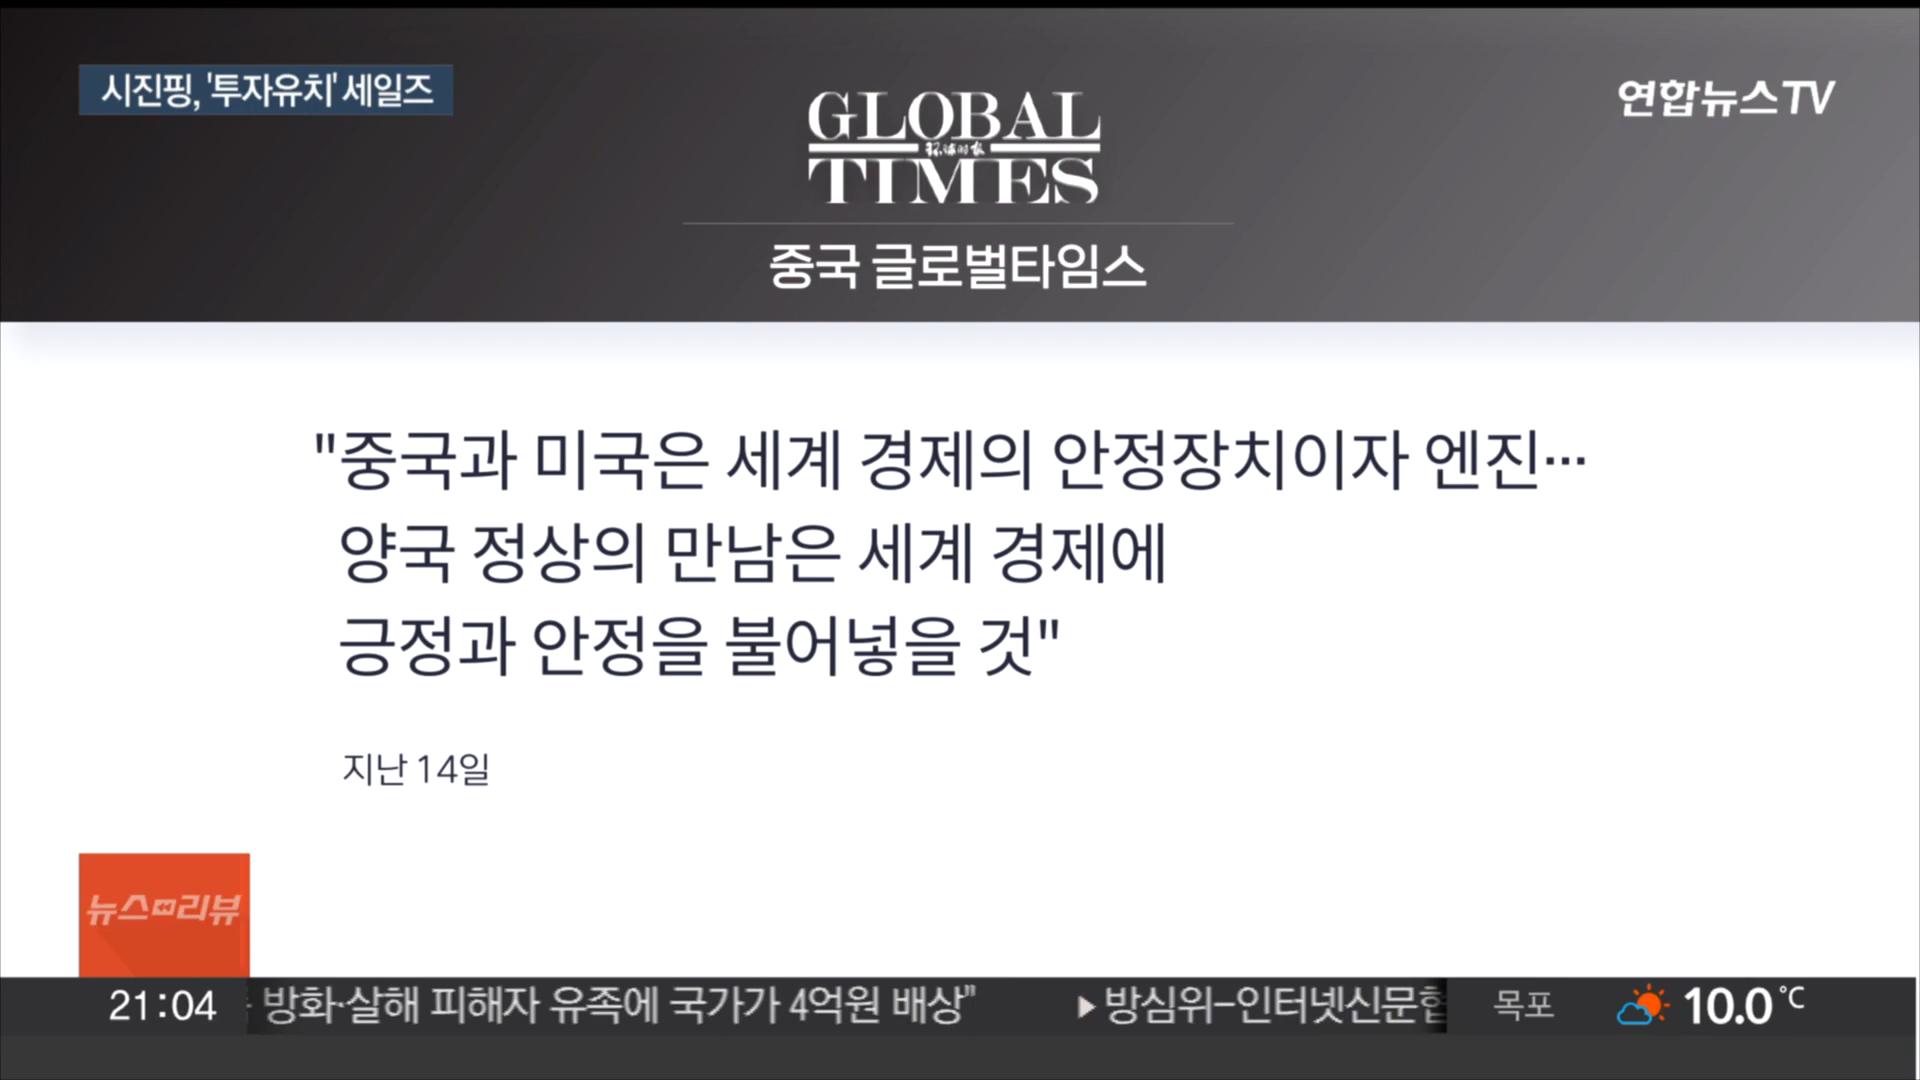 시진핑, '투자유치' 세일즈
연합뉴스TV
GLOBAL
TIMES
중국 글로벌타임스
"중국과 미국은 세계 경제의 안정장치이자 엔진…
양국 정상의 만남은 세계 경제에
긍정과 안정을 불어넣을 것"
지난 14일
뉴스리뷰
21:04 방화·살해 피해자 유족에 국가가 4억원 배상” ▶방심위-인터넷신문협 목포 10.0℃